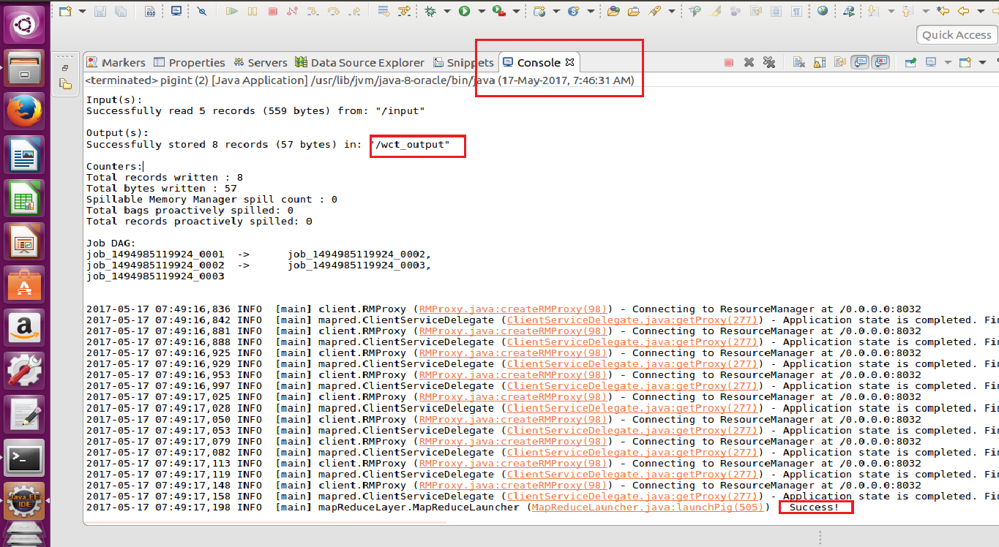 Quick Access
Markers Properties Servers Data Source Explorer Snippets Console
<terminated> pigint (2) [Java Application] /usr/lib/jvm/java-8-oracle/bin/java (17-May-2017, 7:46:31 AM)
Input(s):
Successfully read 5 records (559 bytes) from: "/input"
Output(s):
Successfully stored 8 records (57 bytes) in: "/wct_output"
Counters:
Total records written : 8
Total bytes written : 57
Spillable Memory Manager spill count : 0
Total bags proactively spilled: 0
Total records proactively spilled: 0
Job DAG:
job_1494985119924_0001 -> job_1494985119924_0002,
job_1494985119924_0002 -> job_1494985119924_0003,
job_1494985119924_0003
2017-05-17 07:49:16,836 INFO [main] client.RMProxy (RMProxy.java:createRMProxy(98)) - Connecting to ResourceManager at /0.0.0.0:8032
2017-05-17 07:49:16,842 INFO [main] mapred.ClientServiceDelegate (ClientServiceDelegate.java:getProxy(277)) - Application state is completed. Fi
2017-05-17 07:49:16,881 INFO [main] client.RMProxy (RMProxy.java:createRMProxy(98)) - Connecting to ResourceManager at /0.0.0.0:8032
2017-05-17 07:49:16,888 INFO [main] mapred.ClientServiceDelegate (ClientServiceDelegate.java:getProxy(277)) - Application state is completed. Fi
2017-05-17 07:49:16,925 INFO [main] client.RMProxy (RMProxy.java:createRMProxy(98)) - Connecting to ResourceManager at /0.0.0.0:8032
2017-05-17 07:49:16,929 INFO [main] mapred.ClientServiceDelegate (ClientServiceDelegate.java:getProxy(277)) - Application state is completed. Fi
2017-05-17 07:49:16,953 INFO [main] client.RMProxy (RMProxy.java:createRMProxy(98)) - Connecting to ResourceManager at /0.0.0.0:8032
2017-05-17 07:49:16,997 INFO [main] mapred.ClientServiceDelegate (ClientServiceDelegate.java:getProxy(277)) - Application state is completed. Fi
2017-05-17 07:49:17,025 INFO [main] client.RMProxy (RMProxy.java:createRMProxy(98)) - Connecting to ResourceManager at /0.0.0.0:8032
2017-05-17 07:49:17,028 INFO [main] mapred.ClientServiceDelegate (ClientServiceDelegate.java:getProxy(277)) - Application state is completed. Fi
2017-05-17 07:49:17,050 INFO [main] client.RMProxy (RMProxy.java:createRMProxy(98)) - Connecting to ResourceManager at /0.0.0.0:8032
2017-05-17 07:49:17,053 INFO [main] mapred.ClientServiceDelegate (ClientServiceDelegate.java:getProxy(277)) - Application state is completed. Fi
2017-05-17 07:49:17,079 INFO [main] client.RMProxy (RMProxy.java:createRMProxy(98)) - Connecting to ResourceManager at /0.0.0.0:8032
2017-05-17 07:49:17,082 INFO [main] mapred.ClientServiceDelegate (ClientServiceDelegate.java:getProxy(277)) - Application state is completed. Fi
2017-05-17 07:49:17,113 INFO [main] client.RMProxy (RMProxy.java:createRMProxy(98)) - Connecting to ResourceManager at /0.0.0.0:8032
2017-05-17 07:49:17,119 INFO [main] mapred.ClientServiceDelegate (ClientServiceDelegate.java:getProxy(277)) - Application state is completed. Fi
2017-05-17 07:49:17,148 INFO [main] client.RMProxy (RMProxy.java:createRMProxy(98)) - Connecting to ResourceManager at /0.0.0.0:8032
2017-05-17 07:49:17,158 INFO [main] mapred.ClientServiceDelegate (ClientServiceDelegate.java:getProxy(277)) - Application state is completed. Fi
2017-05-17 07:49:17,198 INFO [main] mapReduceLayer.MapReduceLauncher (MapReduceLauncher.java:launchPig(505)) - Success!
Java EE
IDE